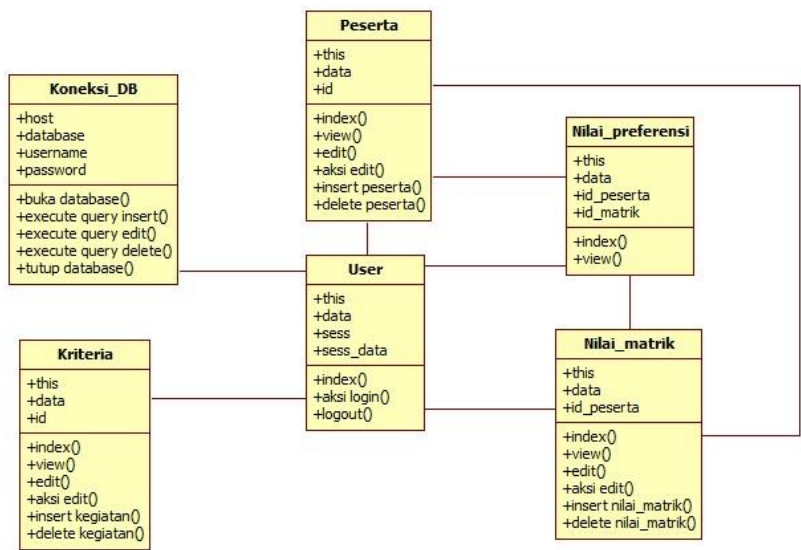 Peserta
+this
+data
+id
+index()
+view()
+edit()
+aksi edit()
+insert peserta()
+delete peserta()
Koneksi_DB
+host
+database
+username
+password
+buka database()
+execute query insert()
+execute query edit()
+execute query delete()
+tutup database()
Nilai_preferensi
+this
+data
+id_peserta
+id_matrik
+index()
+view()
User
+this
+data
+sess
+sess_data
+index()
+aksi login()
+logout()
Kriteria
+this
+data
+id
+index()
+view()
+edit()
+aksi edit()
+insert kegiatan()
+delete kegiatan()
Nilai_matrik
+this
+data
+id_peserta
+index()
+view()
+edit()
+aksi edit()
+insert nilai_matrik()
+delete nilai_matrik()